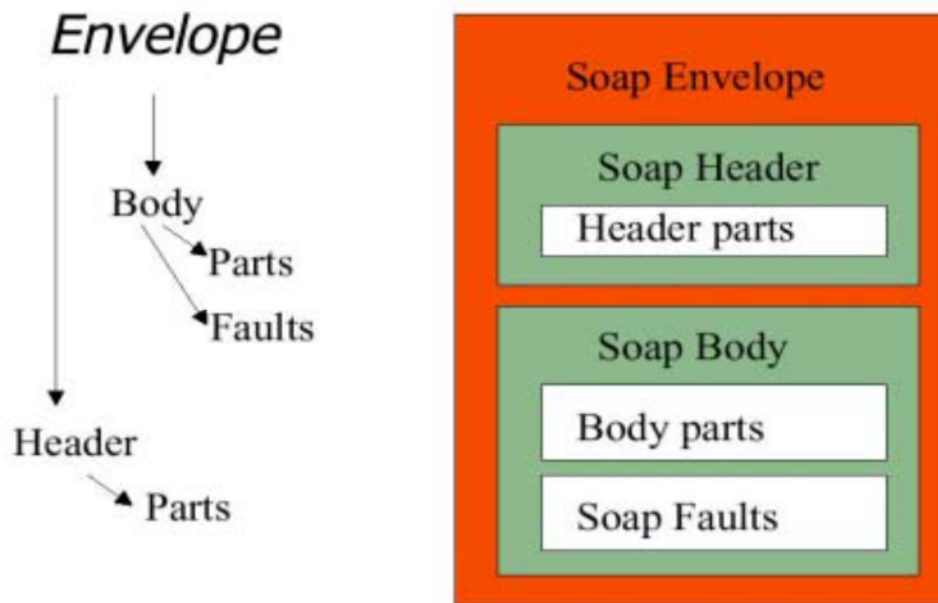 Envelope
Body
Parts
Faults
Header
Parts
Soap Envelope
Soap Header
Header parts
Soap Body
Body parts
Soap Faults